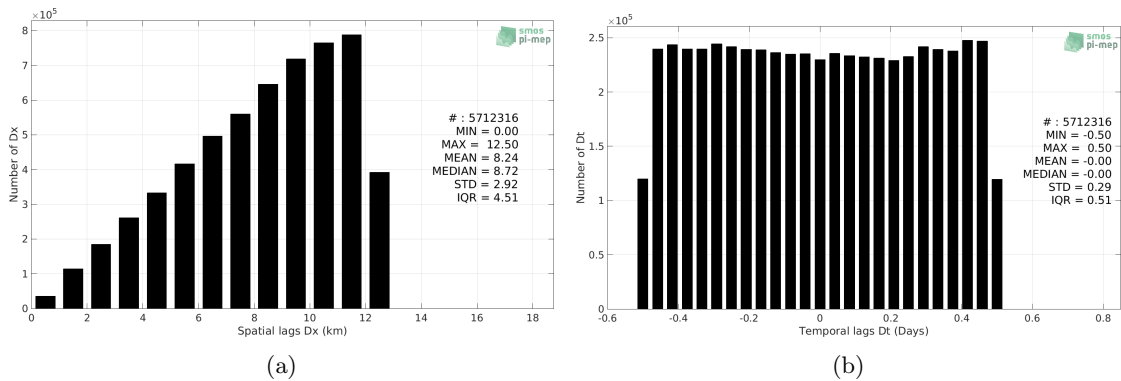 ×10⁵
8
7
6
5
4
3
2
1
0
Number of Dx
smos
pi-mep
# : 5712316
MIN = 0.00
MAX = 12.50
MEAN = 8.24
MEDIAN = 8.72
STD = 2.92
IQR = 4.51
0 2 4 6 8 10 12 14 16 18
Spatial lags Dx (km)
(a)
×10⁵
2.5
2
1.5
1
0.5
0
Number of Dt
smos
pi-mep
# : 5712316
MIN = -0.50
MAX = 0.50
MEAN = -0.00
MEDIAN = -0.00
STD = 0.29
IQR = 0.51
-0.6 -0.4 -0.2 0 0.2 0.4 0.6 0.8
Temporal lags Dt (Days)
(b)